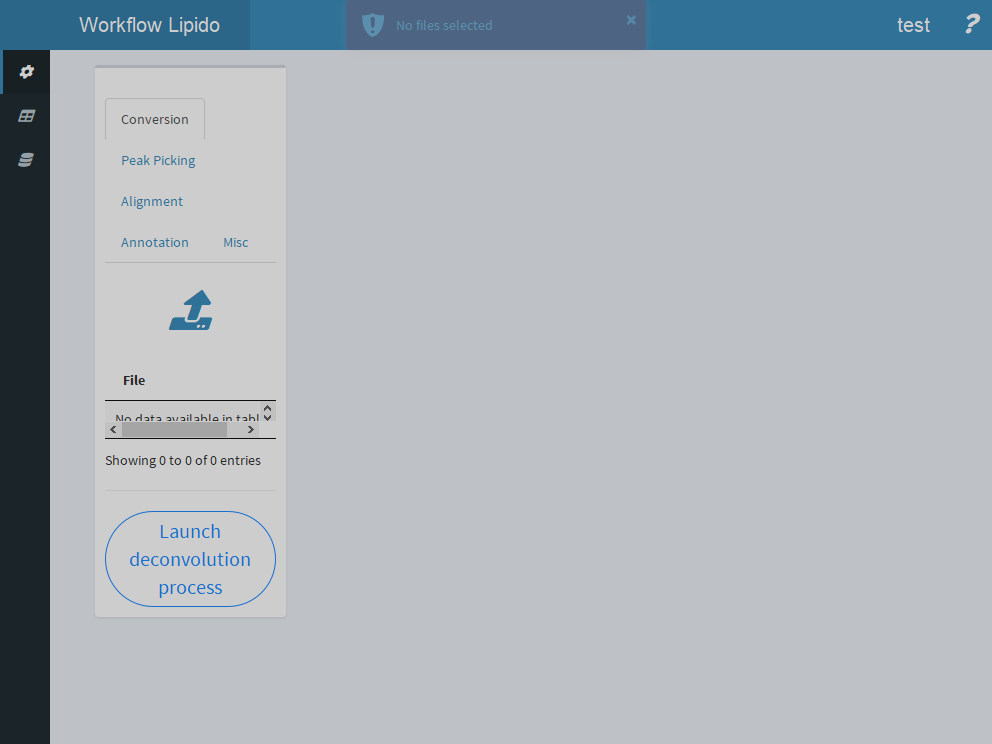 Workflow Lipido
No files selected
×
test
?
Conversion
Peak Picking
Alignment
Annotation Misc
File
No data available in tabl
Showing 0 to 0 of 0 entries
Launch
deconvolution
process